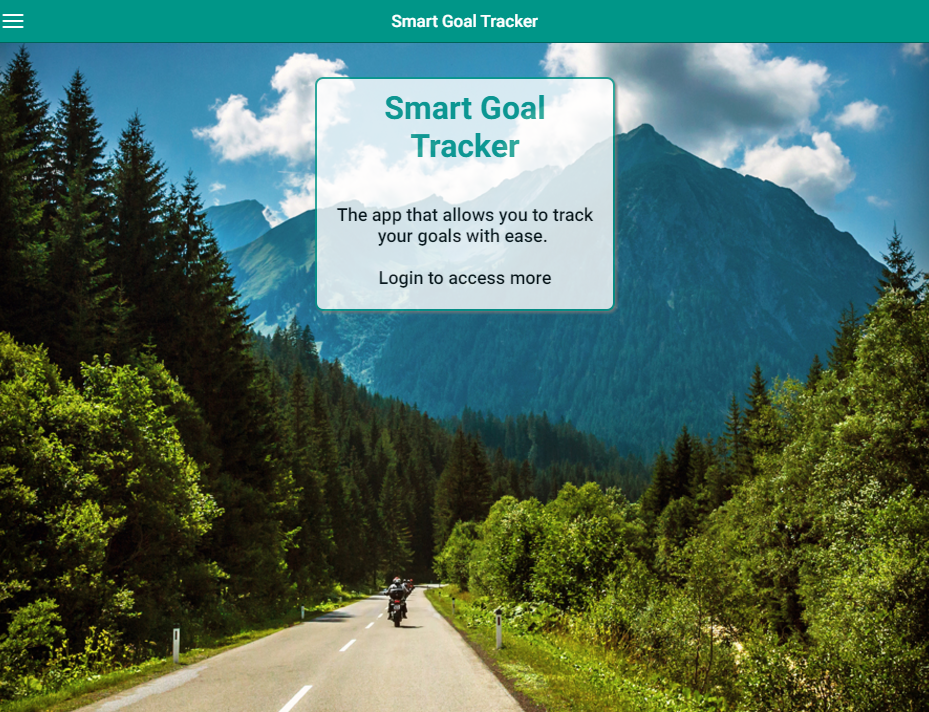 Smart Goal Tracker
Smart Goal
Tracker
The app that allows you to track
your goals with ease.
Login to access more